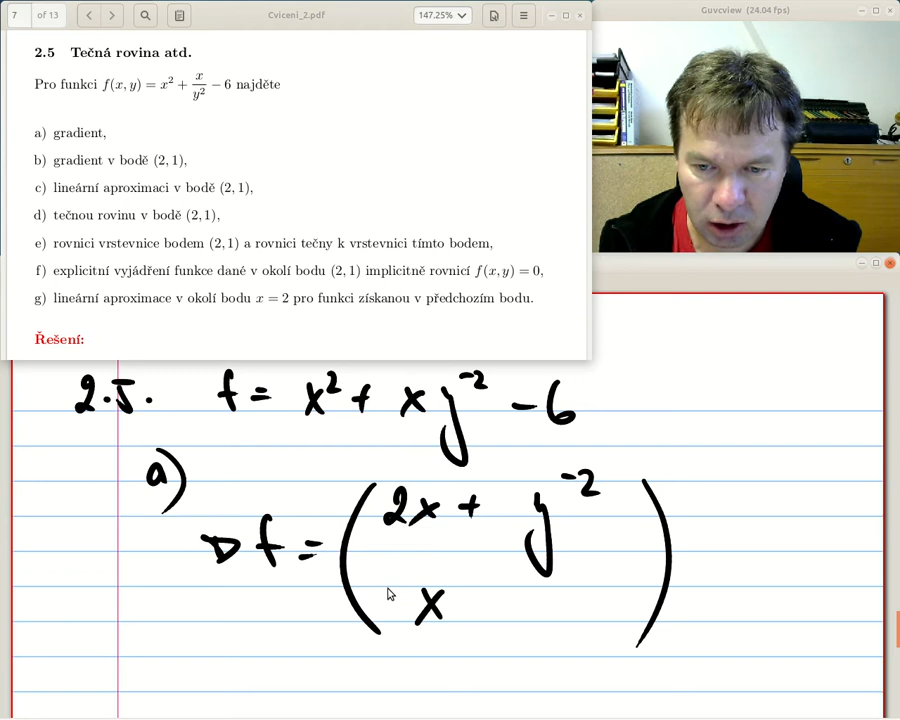 7 of 13 Cviceni_2.pdf 147.25%
Guvcview (24.04 fps)
2.5 Tečná rovina atd.
Pro funkci f(x, y) = x² + x/y² − 6 najděte
a) gradient,
b) gradient v bodě (2, 1),
c) lineární aproximaci v bodě (2, 1),
d) tečnou rovinu v bodě (2, 1),
e) rovnici vrstevnice bodem (2, 1) a rovnici tečny k vrstevnici tímto bodem,
f) explicitní vyjádření funkce dané v okolí bodu (2, 1) implicitně rovnicí f(x, y) = 0,
g) lineární aproximace v okolí bodu x = 2 pro funkci získanou v předchozím bodu.
Řešení:
2.5. f = x² + x y⁻² − 6
a)
∇f = ( 2x + y⁻²
x )